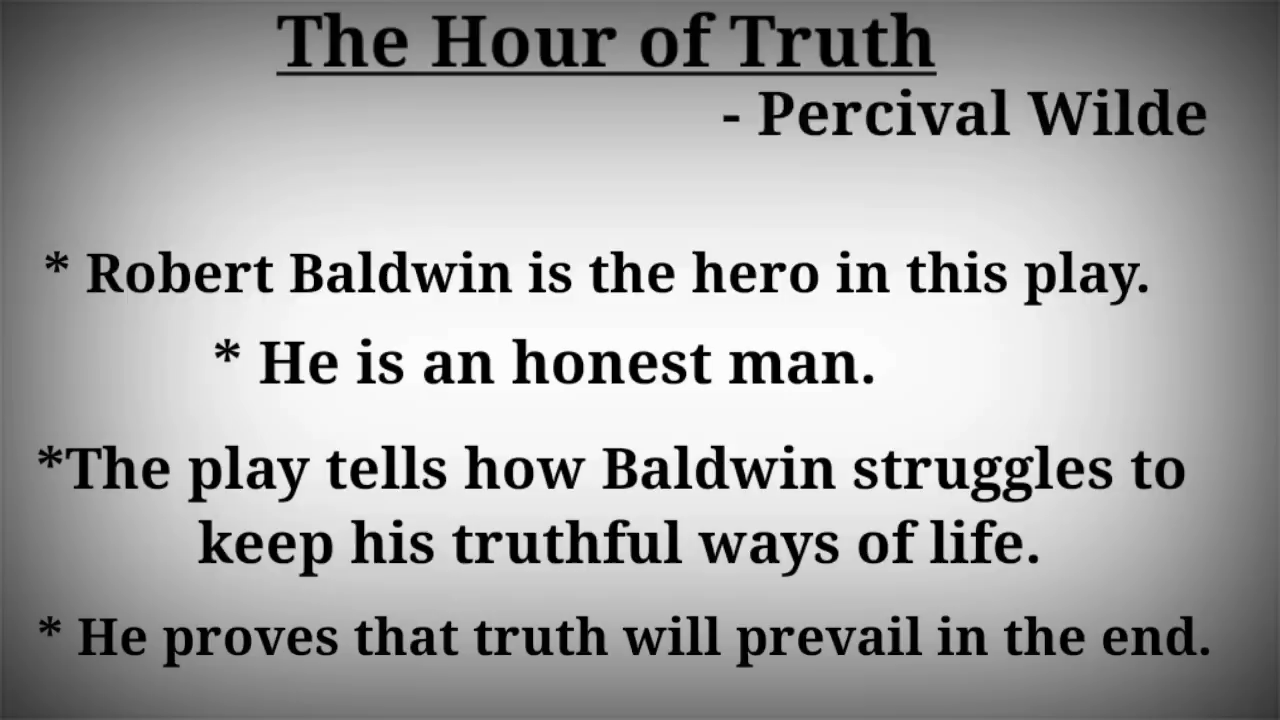 The Hour of Truth
- Percival Wilde
* Robert Baldwin is the hero in this play.
* He is an honest man.
*The play tells how Baldwin struggles to
keep his truthful ways of life.
* He proves that truth will prevail in the end.